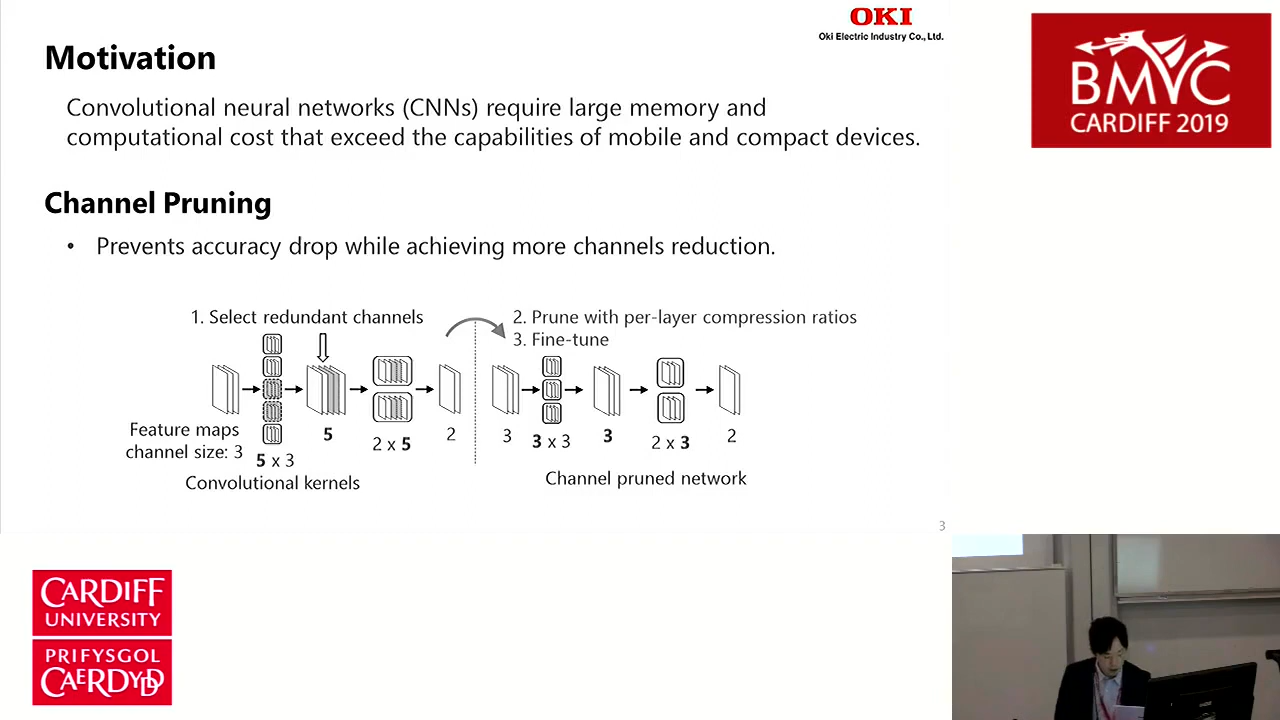 OKI
Oki Electric Industry Co., Ltd.
Motivation
Convolutional neural networks (CNNs) require large memory and
computational cost that exceed the capabilities of mobile and compact devices.
Channel Pruning
• Prevents accuracy drop while achieving more channels reduction.
1. Select redundant channels
2. Prune with per-layer compression ratios
3. Fine-tune
Feature maps
channel size: 3
5 x 3
5
2 x 5
2
Convolutional kernels
3
3 x 3
3
2 x 3
2
Channel pruned network
3
BMVC
CARDIFF 2019
CARDIFF
UNIVERSITY
PRIFYSGOL
CAERDYDD